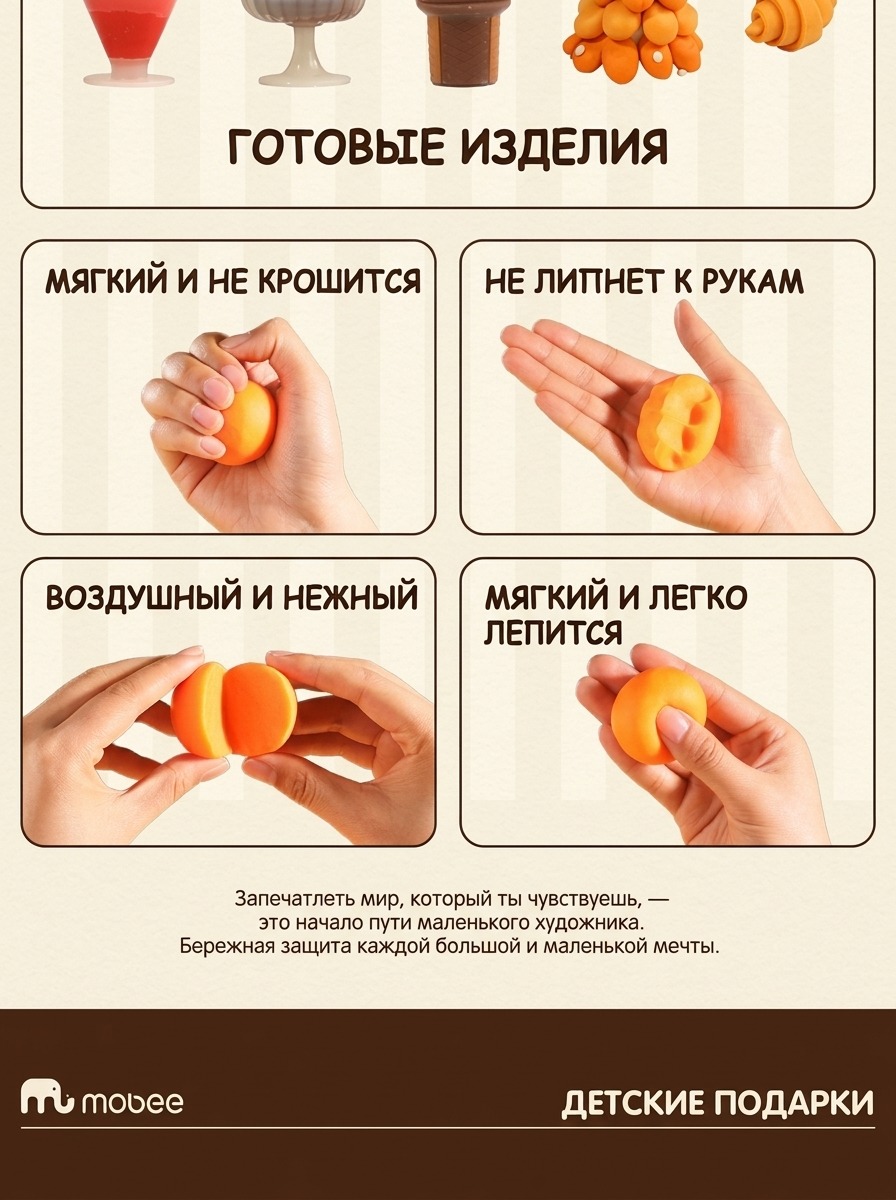 ГОТОВЫЕ ИЗДЕЛИЯ
МЯГКИЙ И НЕ КРОШИТСЯ
НЕ ЛИПНЕТ К РУКАМ
ВОЗДУШНЫЙ И НЕЖНЫЙ
МЯГКИЙ И ЛЕГКО
ЛЕПИТСЯ
Запечатлеть мир, который ты чувствуешь, —
это начало пути маленького художника.
Бережная защита каждой большой и маленькой мечты.
mobee
ДЕТСКИЕ ПОДАРКИ